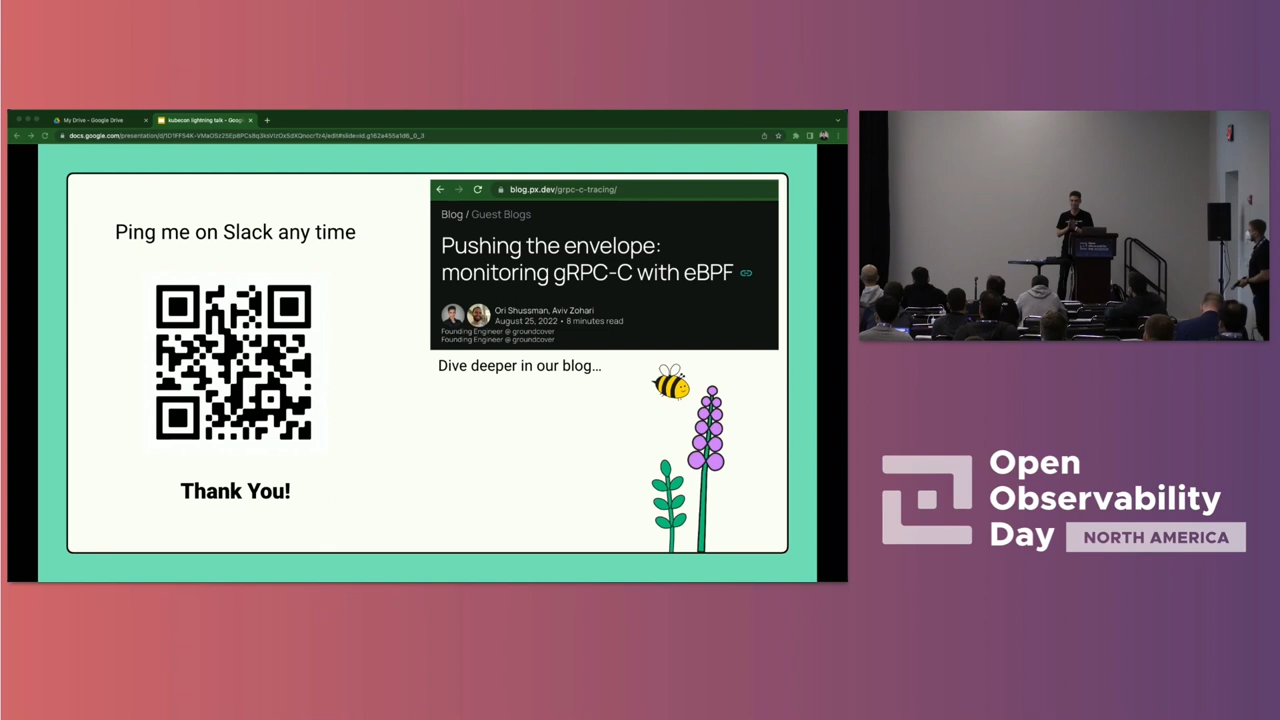 My Drive - Google Drive
kubecon lightning talk - Goog
Ping me on Slack any time
Thank You!
blog.px.dev/grpc-c-tracing/
Blog / Guest Blogs
Pushing the envelope:
monitoring gRPC-C with eBPF
Ori Shussman, Aviv Zohari
August 25, 2022 • 8 minutes read
Founding Engineer @ groundcover
Founding Engineer @ groundcover
Dive deeper in our blog...
Open
Observability
Day
NORTH AMERICA